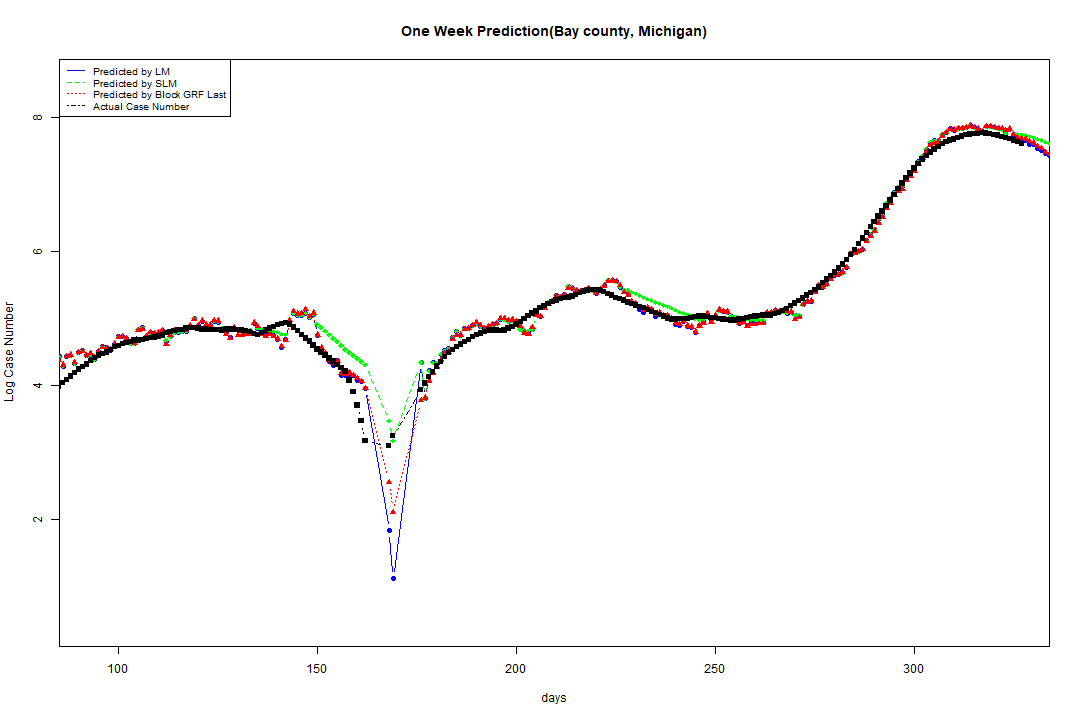 One Week Prediction(Bay county, Michigan)
Predicted by LM
Predicted by SLM
Predicted by Block GRF Last
Actual Case Number
8
6
4
2
Log Case Number
100 150 200 250 300
days